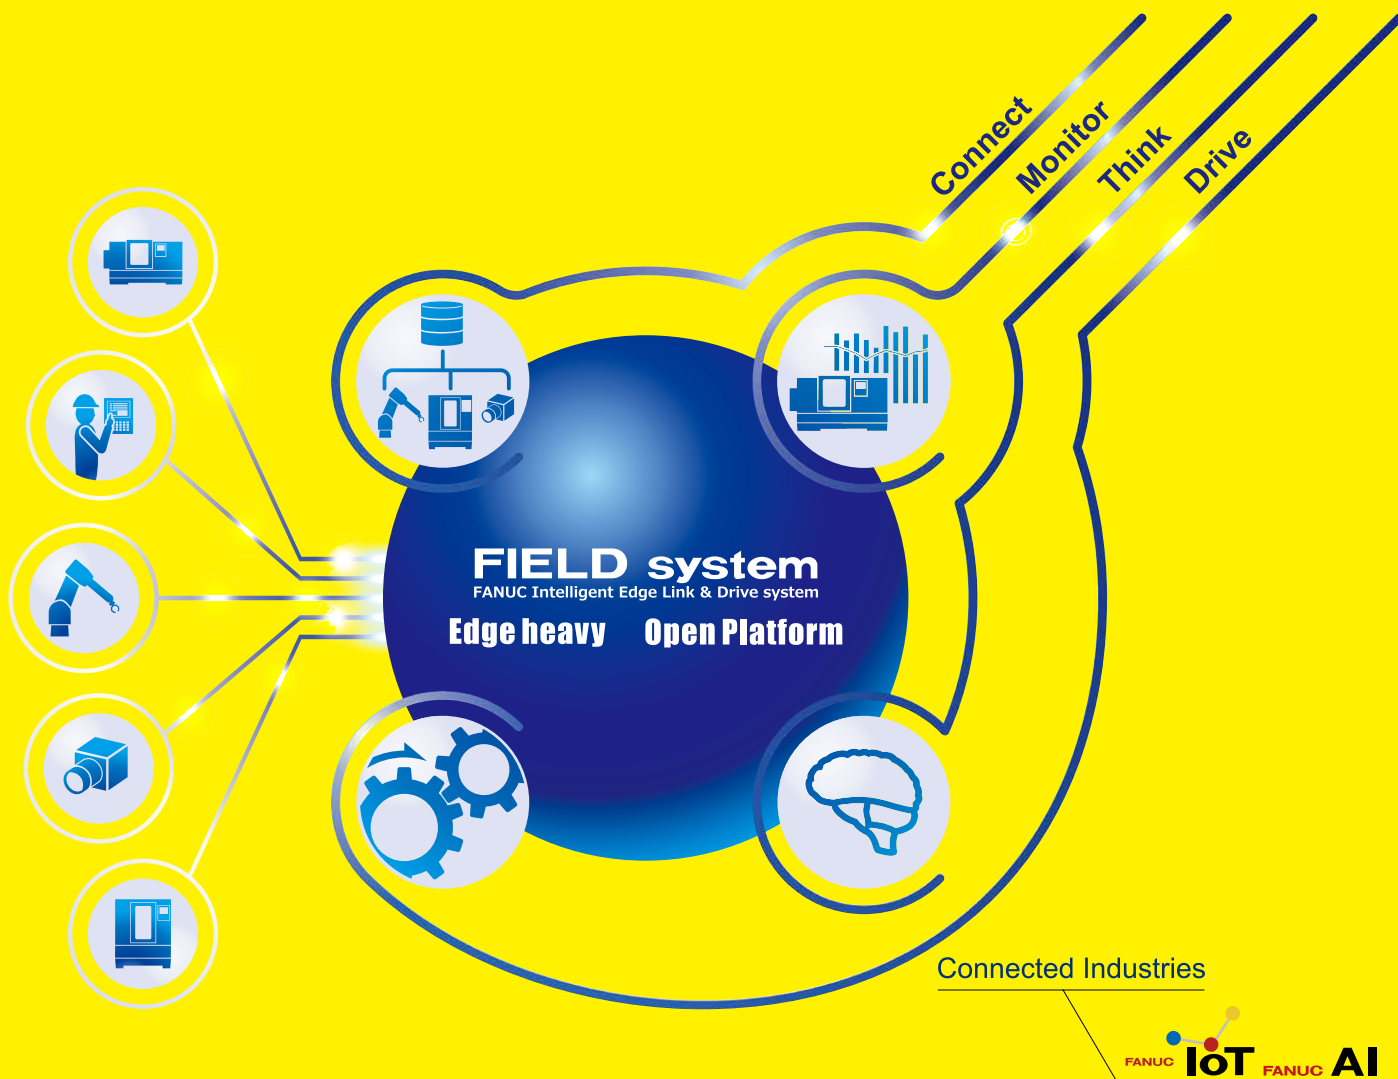 Connect
Monitor
Think
Drive
FIELD system
FANUC Intelligent Edge Link & Drive system
Edge heavy Open Platform
Connected Industries
FANUC IoT FANUC AI